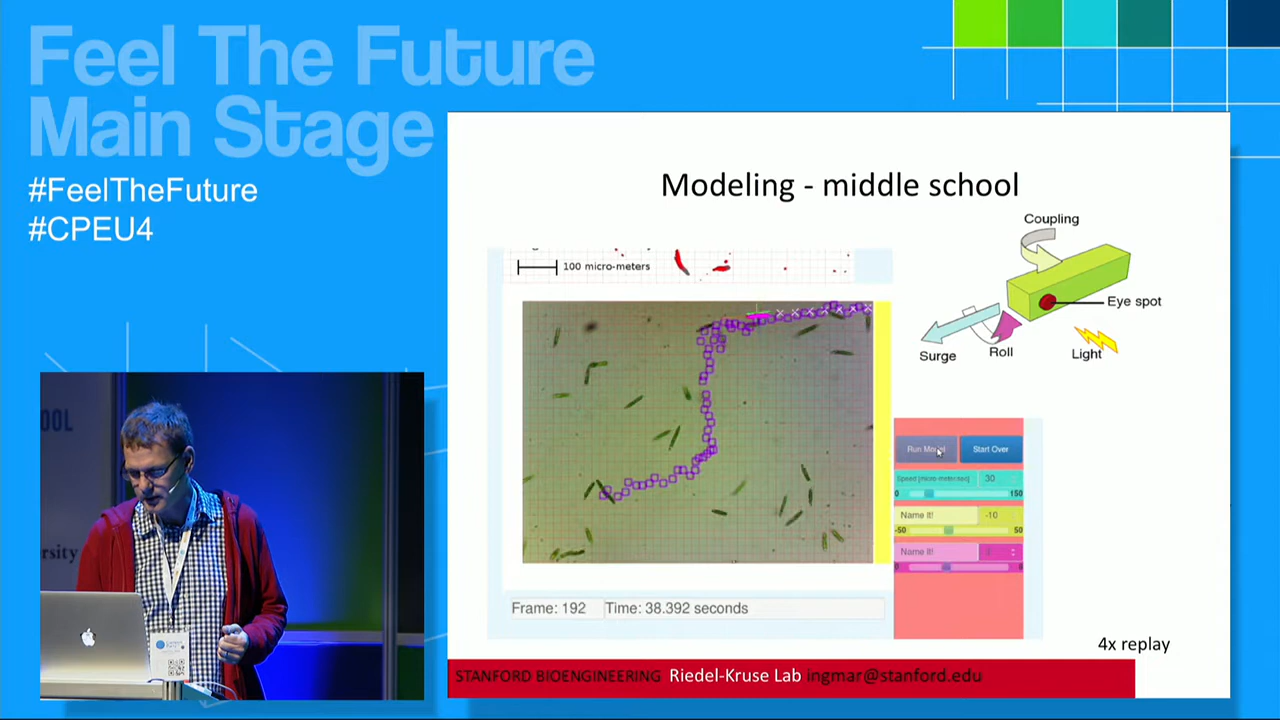 Feel The Future
Main Stage
#FeelTheFuture
#CPEU4
Modeling - middle school
Coupling
Eye spot
Surge
Roll
Light
100 micro-meters
Run Model
Start Over
Speed [micro-meter/sec]
30
0
150
Name It!
-10
-50
50
Name It!
Frame: 192
Time: 38.392 seconds
4x replay
STANFORD BIOENGINEERING Riedel-Kruse Lab ingmar@stanford.edu